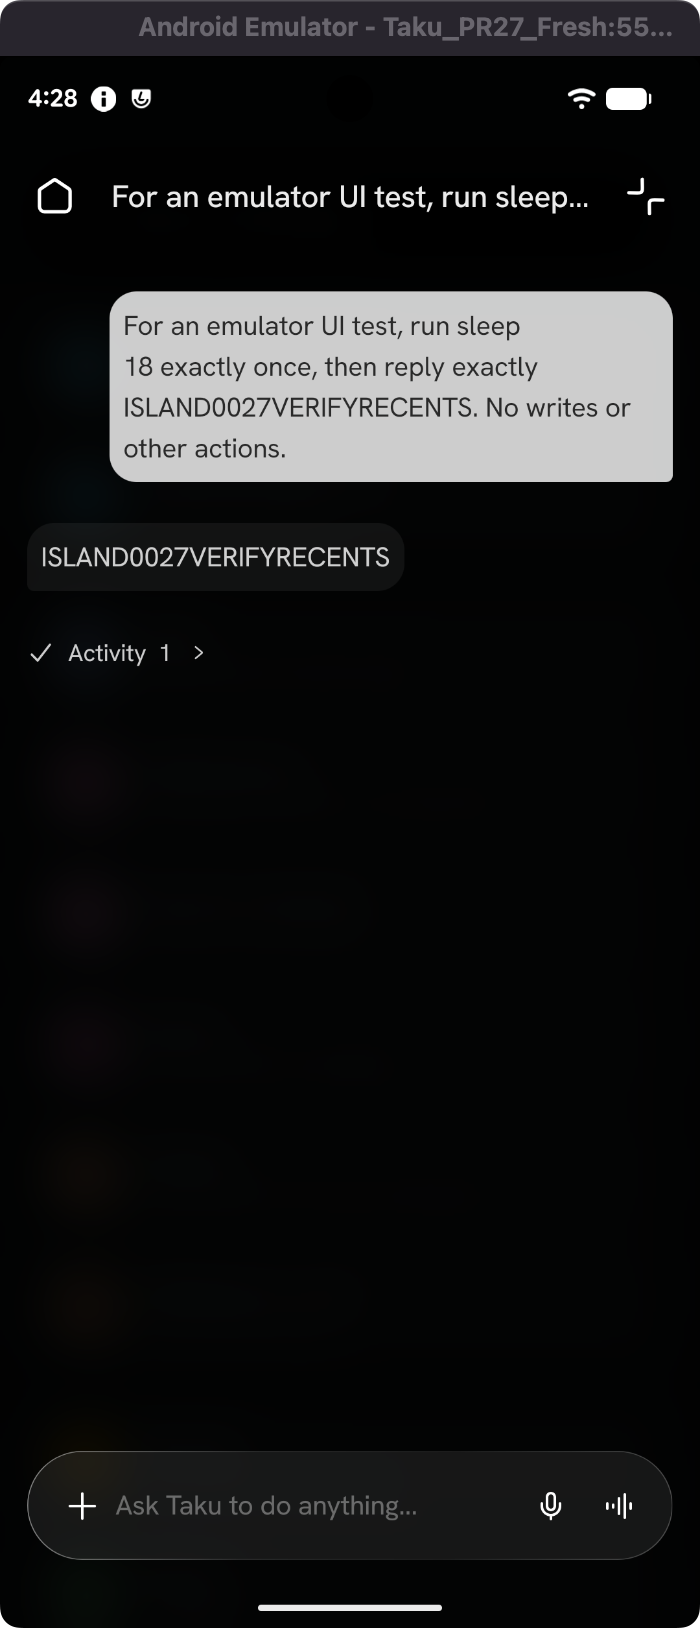 Android Emulator - Taku_PR27_Fresh:55...
4:28
For an emulator UI test, run sleep...
For an emulator UI test, run sleep
18 exactly once, then reply exactly
ISLAND0027VERIFYRECENTS. No writes or
other actions.
ISLAND0027VERIFYRECENTS
Activity 1
Ask Taku to do anything...